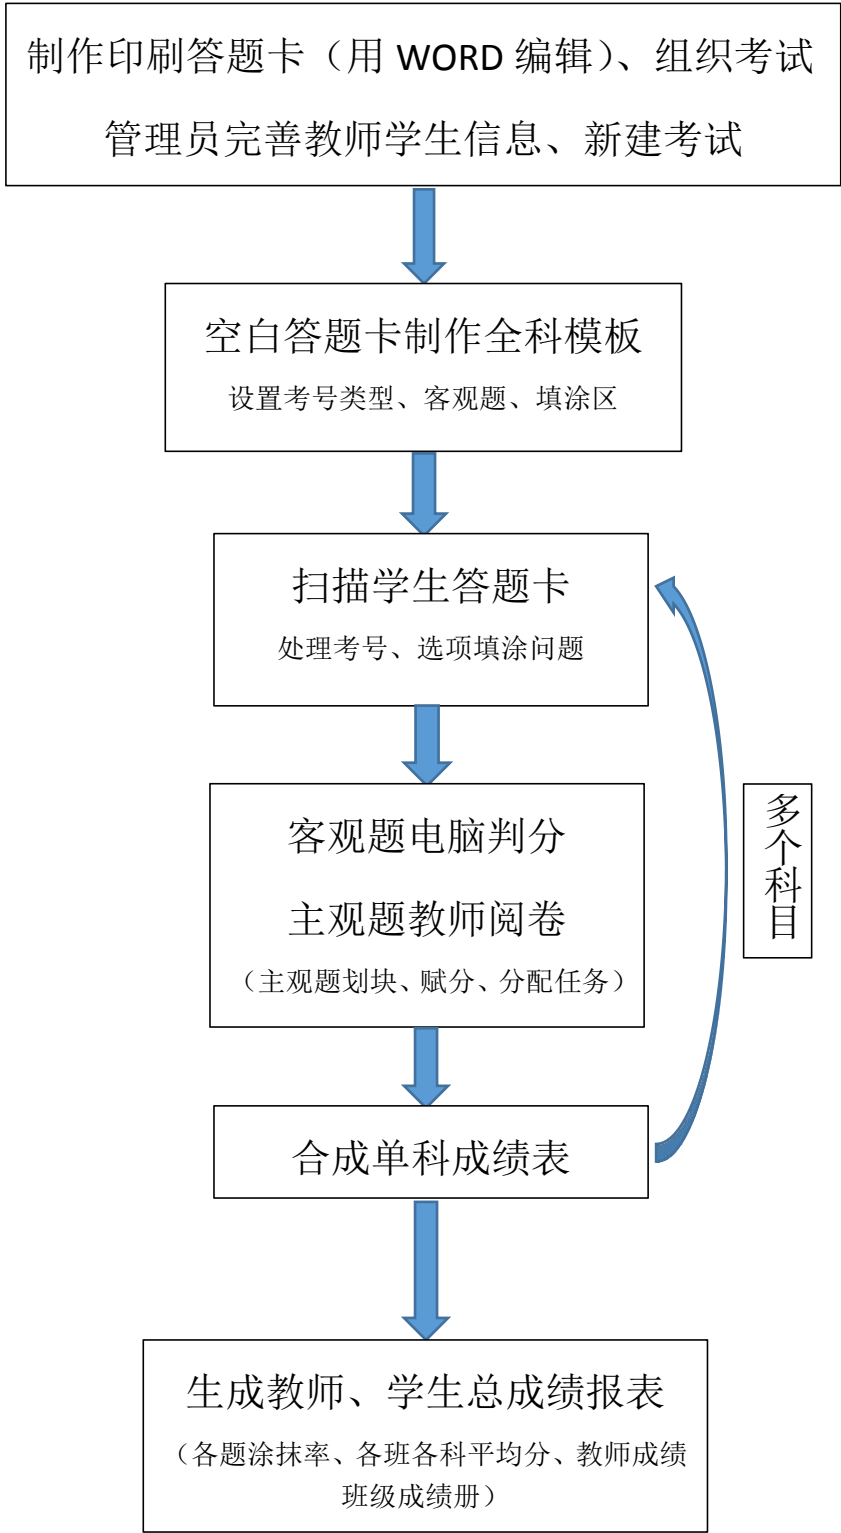 制作印刷答题卡（用 WORD 编辑）、组织考试
管理员完善教师学生信息、新建考试
空白答题卡制作全科模板
设置考号类型、客观题、填涂区
扫描学生答题卡
处理考号、选项填涂问题
客观题电脑判分
主观题教师阅卷
（主观题划块、赋分、分配任务）
多个科目
合成单科成绩表
生成教师、学生总成绩报表
（各题涂抹率、各班各科平均分、教师成绩
班级成绩册）